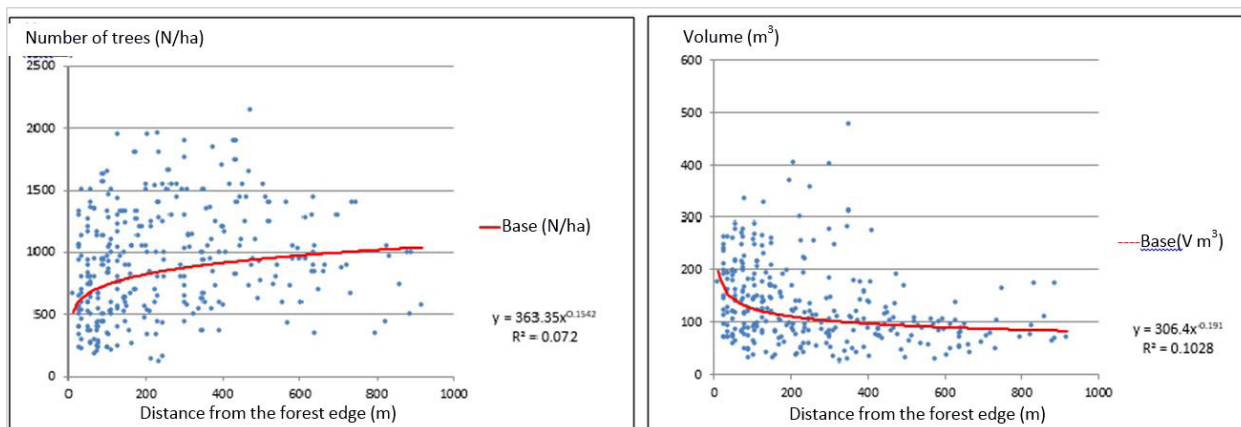 Number of trees (N/ha)
2500
2000
1500
1000
500
0
Base (N/ha)
y = 363.35x^0.1542
R² = 0.072
0 200 400 600 800 1000
Distance from the forest edge (m)
Volume (m³)
600
500
400
300
200
100
0
Base(V m³)
y = 306.4x^-0.191
R² = 0.1028
0 200 400 600 800 1000
Distance from the forest edge (m)